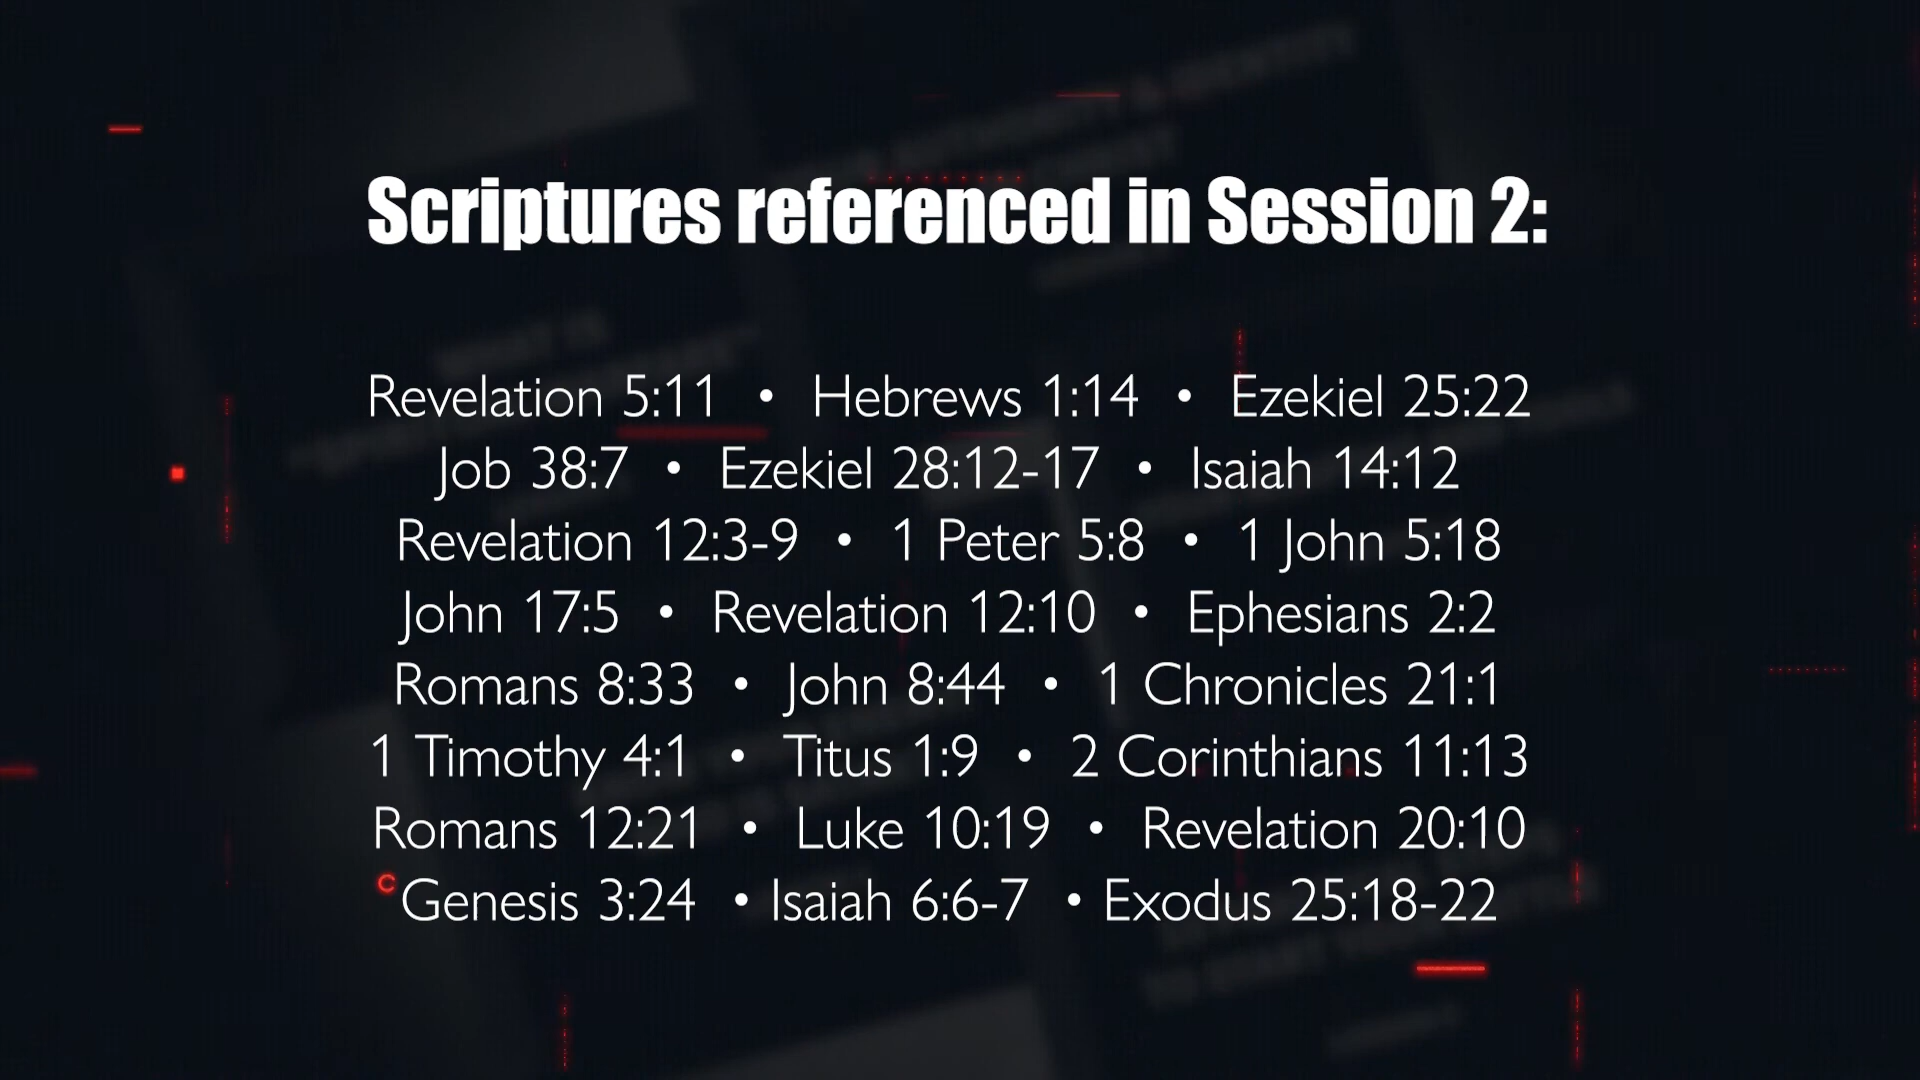 Scriptures referenced in Session 2:
Revelation 5:11 • Hebrews 1:14 • Ezekiel 25:22
Job 38:7 • Ezekiel 28:12-17 • Isaiah 14:12
Revelation 12:3-9 • 1 Peter 5:8 • 1 John 5:18
John 17:5 • Revelation 12:10 • Ephesians 2:2
Romans 8:33 • John 8:44 • 1 Chronicles 21:1
1 Timothy 4:1 • Titus 1:9 • 2 Corinthians 11:13
Romans 12:21 • Luke 10:19 • Revelation 20:10
Genesis 3:24 • Isaiah 6:6-7 • Exodus 25:18-22